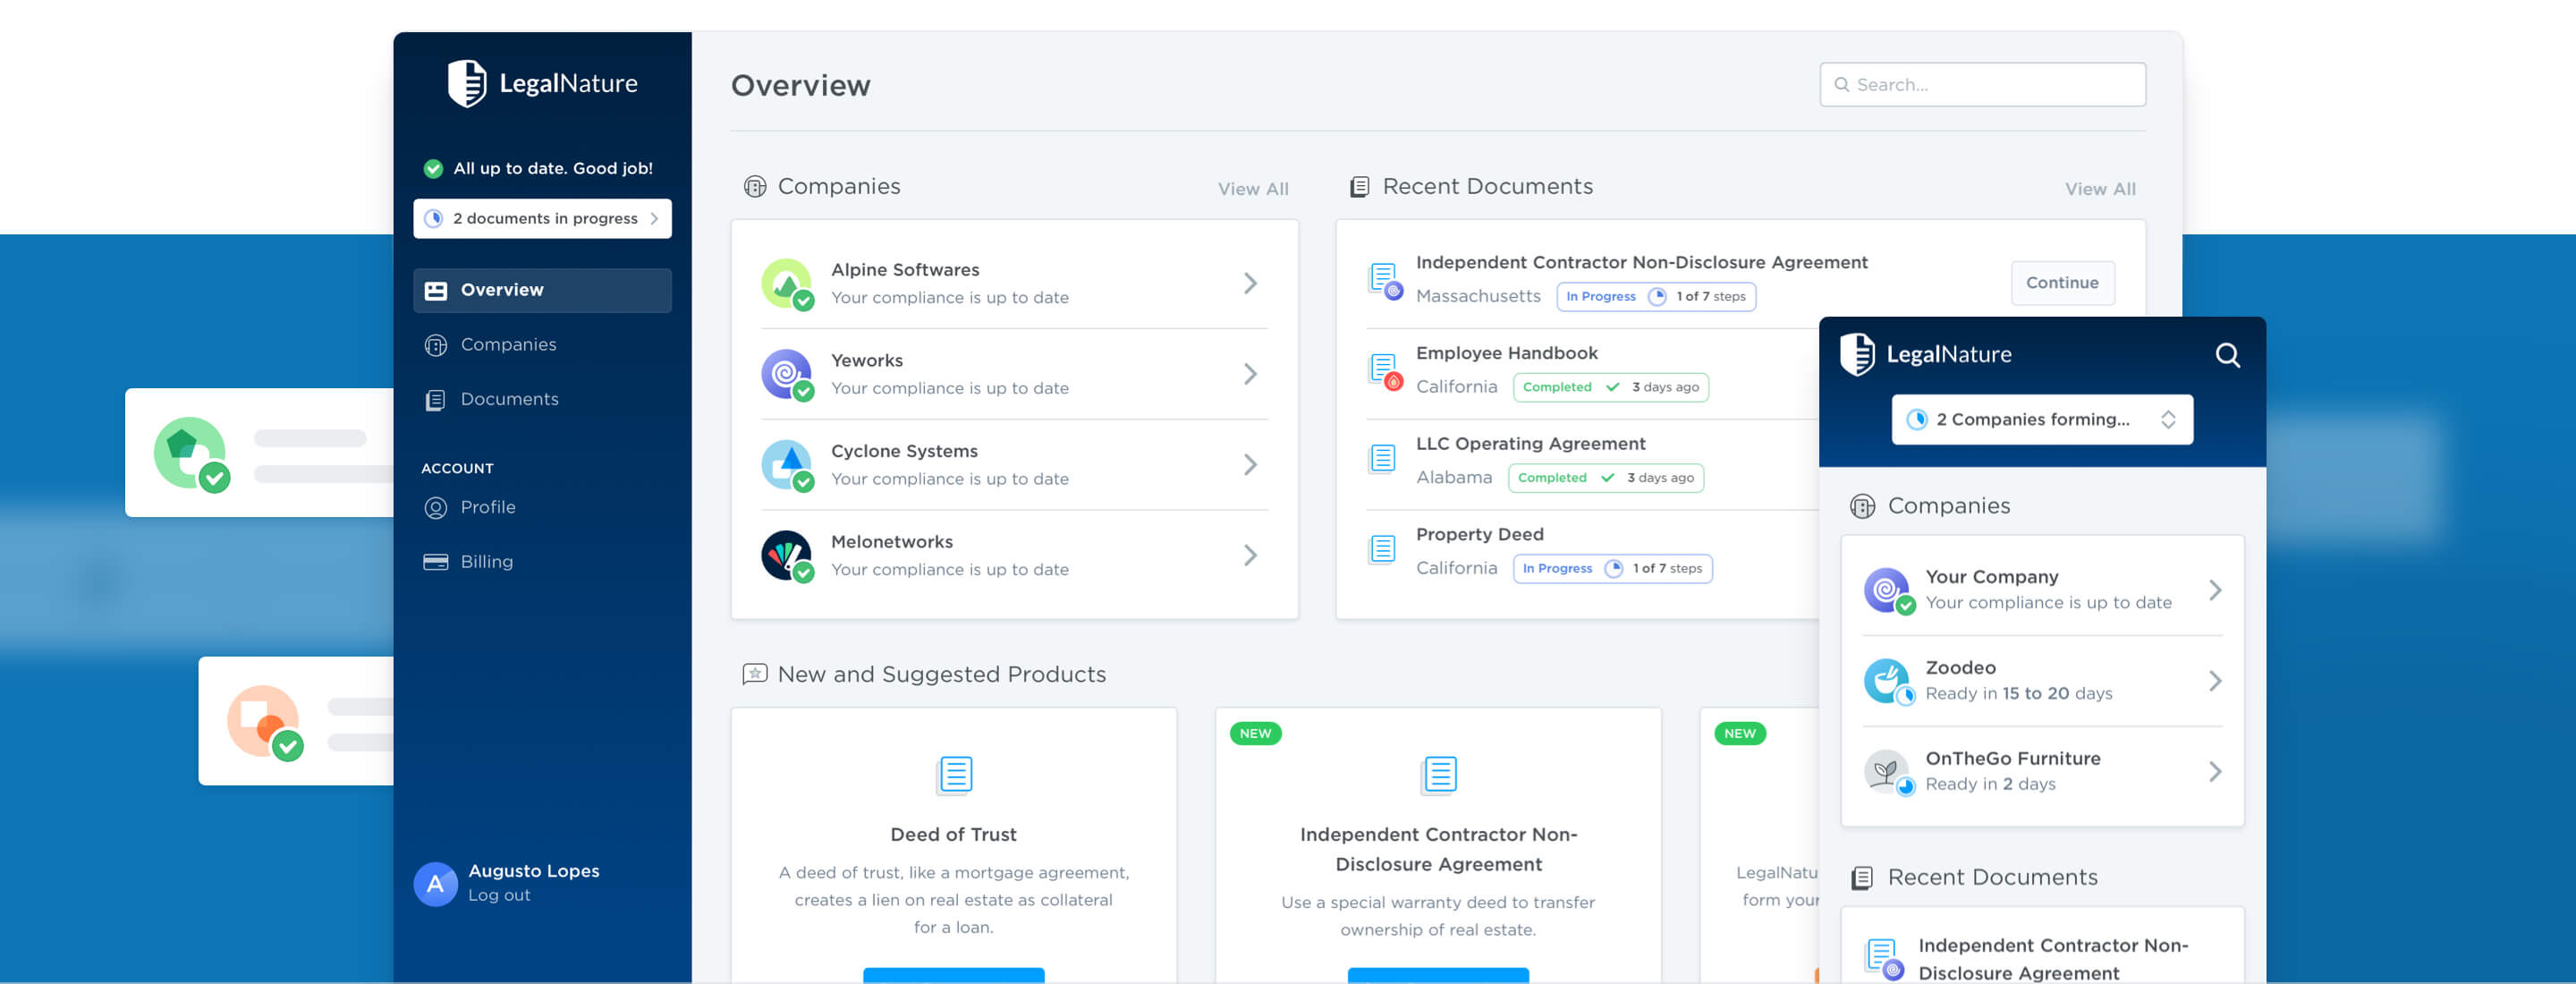 LegalNature
All up to date. Good job!
2 documents in progress
Overview
Companies
Documents
ACCOUNT
Profile
Billing
Augusto Lopes
Log out
Overview
Search...
Companies
View All
Alpine Softwares
Your compliance is up to date
Yeworks
Your compliance is up to date
Cyclone Systems
Your compliance is up to date
Melonetworks
Your compliance is up to date
Recent Documents
View All
Independent Contractor Non-Disclosure Agreement
Massachusetts In Progress 1 of 7 steps
Continue
Employee Handbook
California Completed 3 days ago
LLC Operating Agreement
Alabama Completed 3 days ago
Property Deed
California In Progress 1 of 7 steps
New and Suggested Products
Deed of Trust
A deed of trust, like a mortgage agreement,
creates a lien on real estate as collateral
for a loan.
NEW
Independent Contractor Non-
Disclosure Agreement
Use a special warranty deed to transfer
ownership of real estate.
NEW
LegalNatu
form your
LegalNature
2 Companies forming...
Companies
Your Company
Your compliance is up to date
Zoodeo
Ready in 15 to 20 days
OnTheGo Furniture
Ready in 2 days
Recent Documents
Independent Contractor Non-
Disclosure Agreement